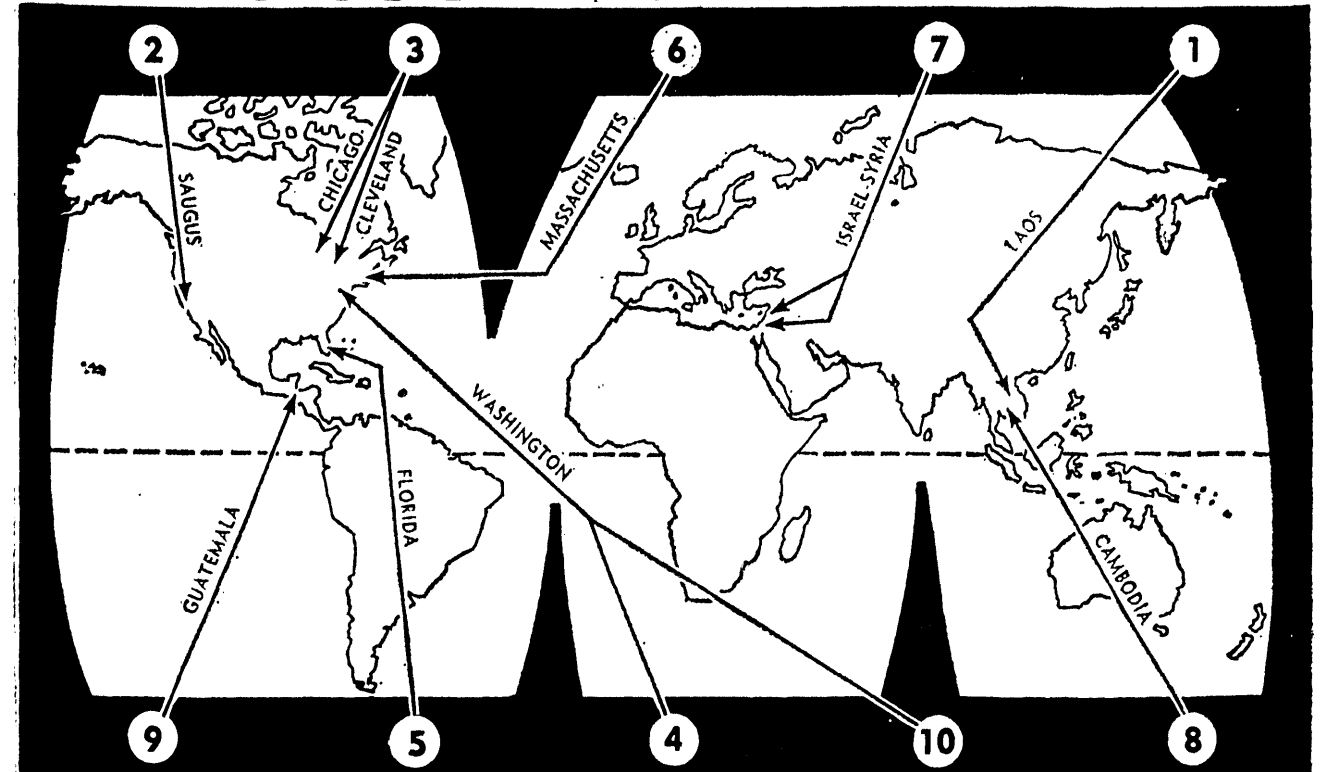 2
3
6
7
1
CHICAGO
CLEVELAND
MASSACHUSETTS
ISRAEL-SYRIA
LAOS
SAUGUS
WASHINGTON
GUATEMALA
FLORIDA
CAMBODIA
9
5
4
10
8